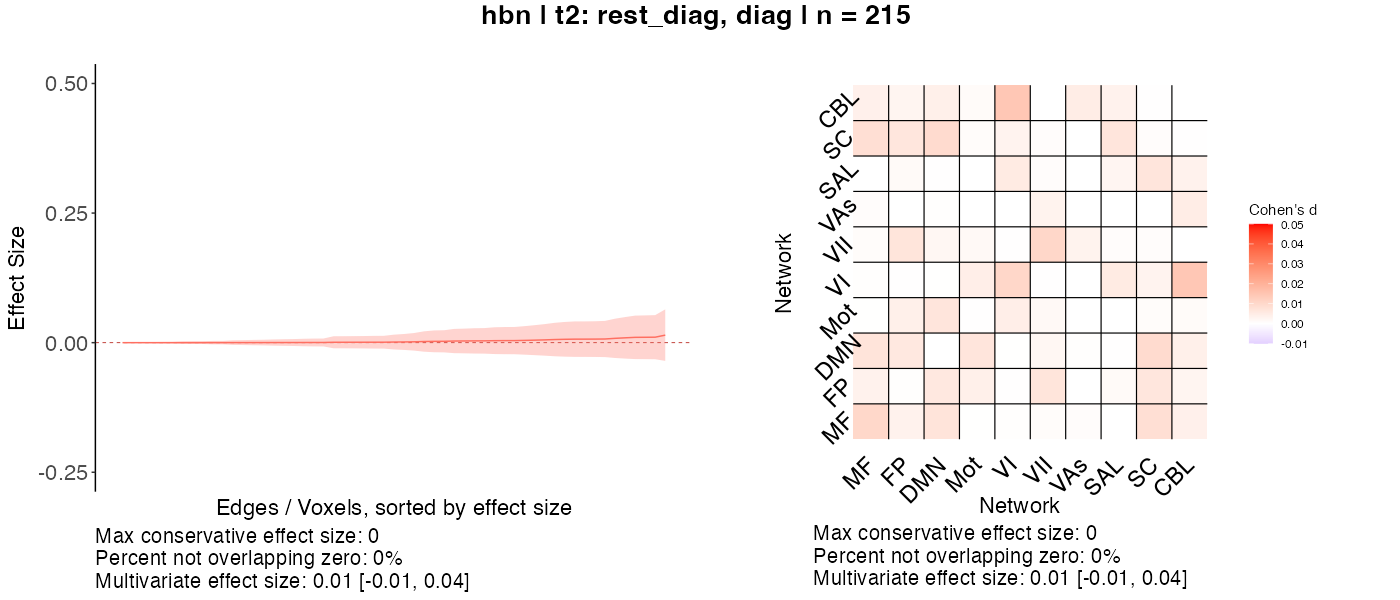 hbn | t2: rest_diag, diag | n = 215
Effect Size
0.50
0.25
0.00
-0.25
Edges / Voxels, sorted by effect size
Max conservative effect size: 0
Percent not overlapping zero: 0%
Multivariate effect size: 0.01 [-0.01, 0.04]
Network
CBL
SC
SAL
VAs
VII
VI
Mot
DMN
FP
MF
MF
FP
DMN
Mot
VI
VII
VAs
SAL
SC
CBL
Network
Max conservative effect size: 0
Percent not overlapping zero: 0%
Multivariate effect size: 0.01 [-0.01, 0.04]
Cohen's d
0.05
0.04
0.03
0.02
0.01
0.00
-0.01